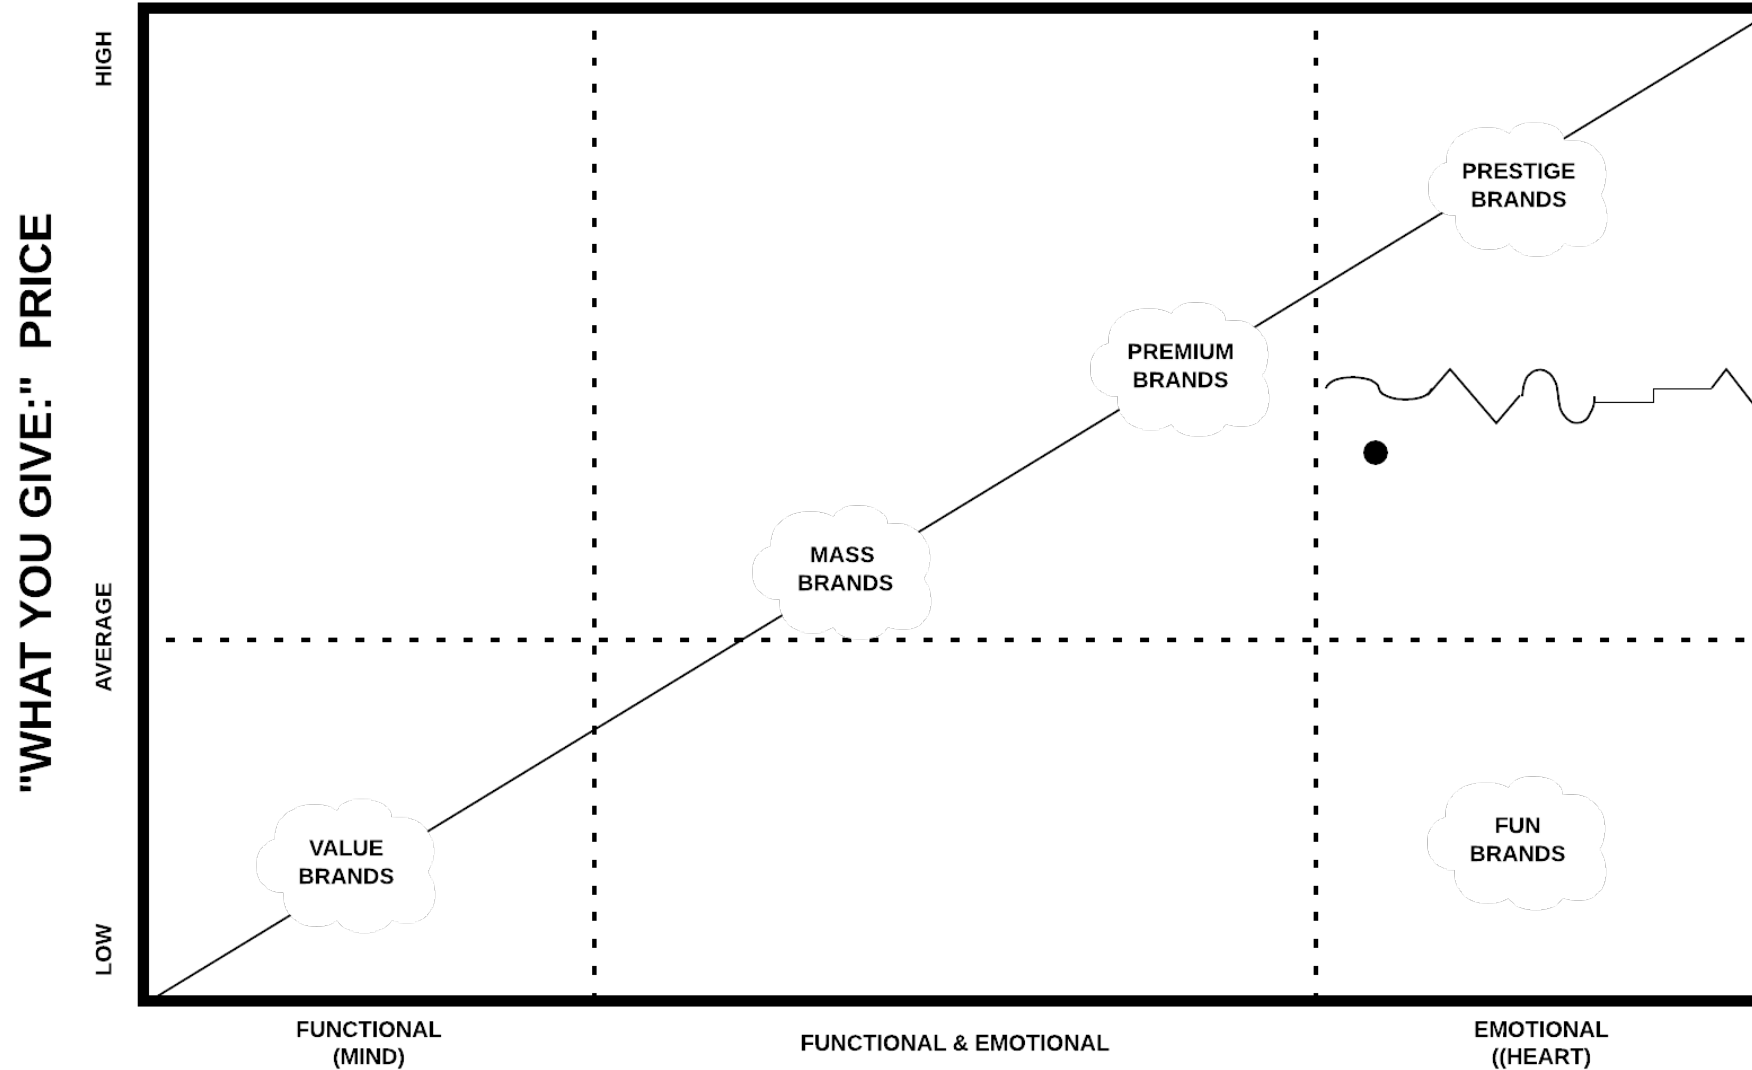 "WHAT YOU GIVE:" PRICE
HIGH
AVERAGE
LOW
PRESTIGE
BRANDS
PREMIUM
BRANDS
MASS
BRANDS
VALUE
BRANDS
FUN
BRANDS
FUNCTIONAL
(MIND)
FUNCTIONAL & EMOTIONAL
EMOTIONAL
((HEART)